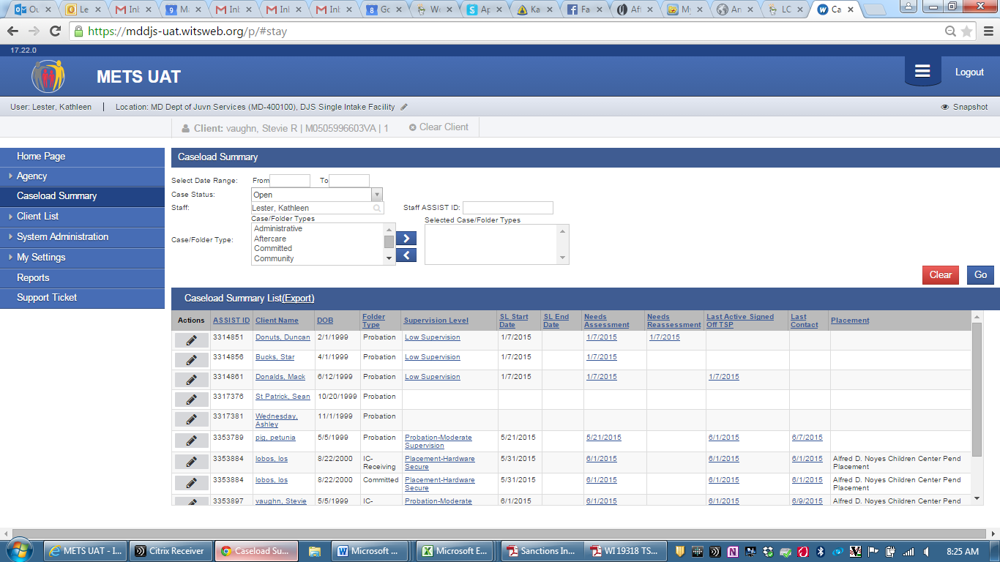 Ou
Le
Inl
Ma
Inl
Inl
Inl
Go
We
Ap
Ka
Fa
Aft
My
An
LC
Ca
https://mddjs-uat.witsweb.org/p/#stay
17.22.0
METS UAT
Logout
User: Lester, Kathleen | Location: MD Dept of Juvn Services (MD-400100), DJS Single Intake Facility
Snapshot
Client: vaughn, Stevie R | M0505996603VA | 1
Clear Client
Home Page
Agency
Caseload Summary
Client List
System Administration
My Settings
Reports
Support Ticket
Caseload Summary
Select Date Range: From To
Case Status: Open
Staff: Lester, Kathleen Staff ASSIST ID:
Case/Folder Types Selected Case/Folder Types
Case/Folder Type:
Administrative
Aftercare
Committed
Community
Clear Go
Caseload Summary List(Export)
Actions ASSIST ID Client Name DOB Folder Type Supervision Level SL Start Date SL End Date Needs Assessment Needs Reassessment Last Active Signed Off TSP Last Contact Placement
3314851 Donuts, Duncan 2/1/1999 Probation Low Supervision 1/7/2015 1/7/2015 1/7/2015
3314856 Bucks, Star 4/1/1999 Probation Low Supervision 1/7/2015 1/7/2015
3314861 Donalds, Mack 6/12/1999 Probation Low Supervision 1/7/2015 1/7/2015 1/7/2015
3317376 St Patrick, Sean 10/20/1999 Probation
3317381 Wednesday, Ashley 11/1/1999 Probation
3353789 pig, petunia 5/5/1999 Probation Probation-Moderate Supervision 5/21/2015 5/21/2015 6/1/2015 6/7/2015
3353884 lobos, los 8/22/2000 IC-Receiving Placement-Hardware Secure 5/31/2015 6/1/2015 6/1/2015 6/1/2015 Alfred D. Noyes Children Center Pend Placement
3353884 lobos, los 8/22/2000 Committed Placement-Hardware Secure 5/31/2015 6/1/2015 6/1/2015 6/1/2015 Alfred D. Noyes Children Center Pend Placement
3353897 vaughn, Stevie 5/5/1999 IC- Probation-Moderate 6/1/2015 6/1/2015 6/1/2015 6/9/2015 Alfred D. Noyes Children Center Pend
METS UAT - I...
Citrix Receiver
Caseload Su...
Microsoft ...
Microsoft E...
Sanctions In...
WI 19318 TS...
8:25 AM